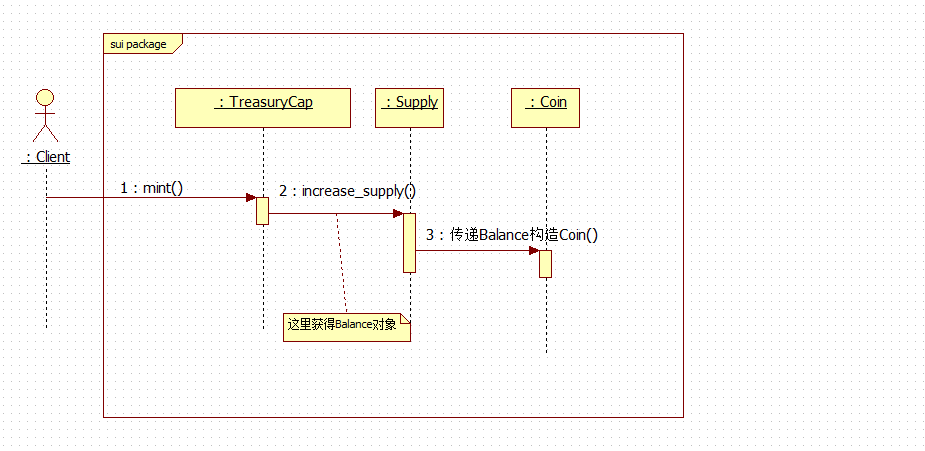 sui package
: TreasuryCap
: Supply
: Coin
: Client
1 : mint()
2 : increase_supply()
3 : 传递Balance构造Coin()
这里获得Balance对象